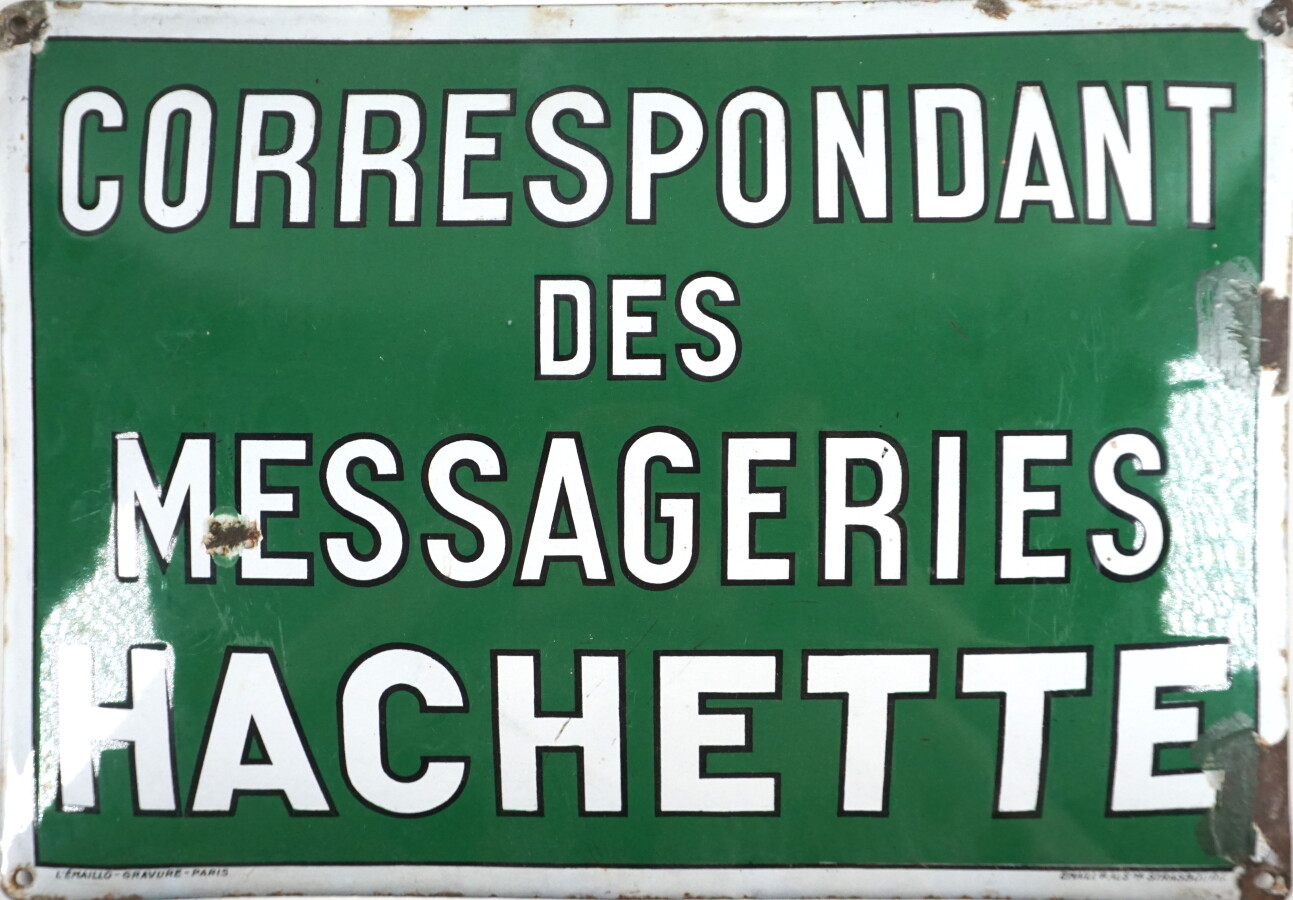 CORRESPONDANT
DES
MESSAGERIES
HACHETTE
L'ÉMAILLO-GRAVURE-PARIS